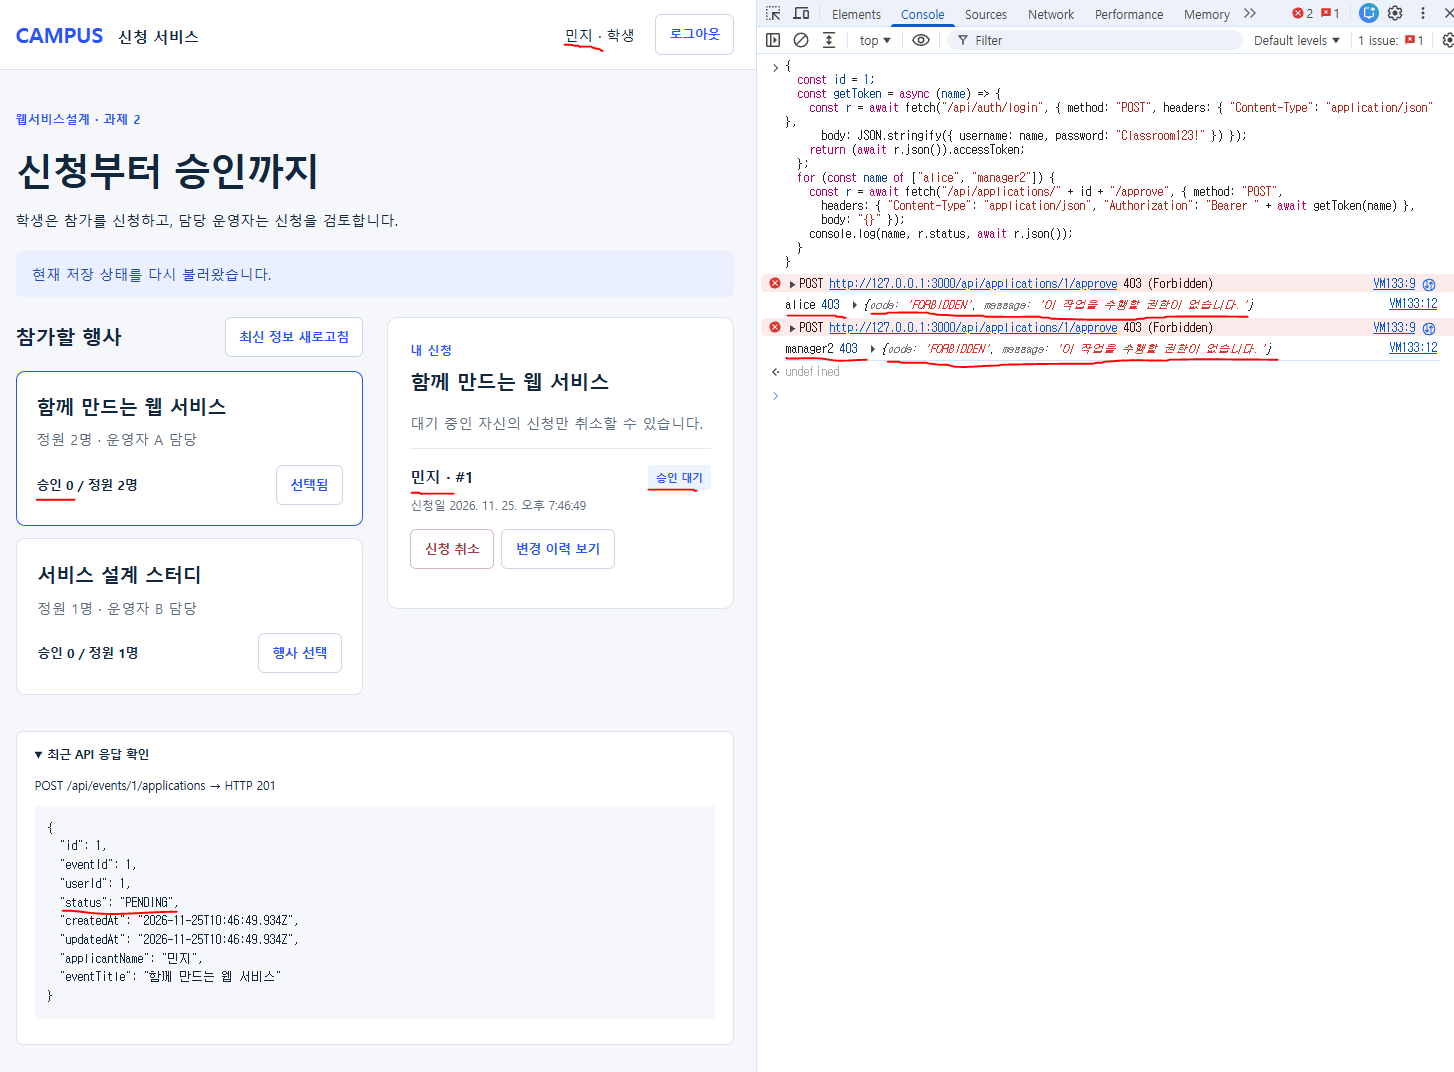 CAMPUS 신청 서비스
민지 · 학생
로그아웃
웹서비스설계 · 과제 2
신청부터 승인까지
학생은 참가를 신청하고, 담당 운영자는 신청을 검토합니다.
현재 저장 상태를 다시 불러왔습니다.
참가할 행사
최신 정보 새로고침
함께 만드는 웹 서비스
정원 2명 · 운영자 A 담당
승인 0 / 정원 2명
선택됨
서비스 설계 스터디
정원 1명 · 운영자 B 담당
승인 0 / 정원 1명
행사 선택
내 신청
함께 만드는 웹 서비스
대기 중인 자신의 신청만 취소할 수 있습니다.
민지 · #1
승인 대기
신청일 2026. 11. 25. 오후 7:46:49
신청 취소
변경 이력 보기
▼ 최근 API 응답 확인
POST /api/events/1/applications → HTTP 201
{
"id": 1,
"eventId": 1,
"userId": 1,
"status": "PENDING",
"createdAt": "2026-11-25T10:46:49.934Z",
"updatedAt": "2026-11-25T10:46:49.934Z",
"applicantName": "민지",
"eventTitle": "함께 만드는 웹 서비스"
}
Elements Console Sources Network Performance Memory 2 1
top Filter Default levels 1 issue: 1
{
const id = 1;
const getToken = async (name) => {
const r = await fetch("/api/auth/login", { method: "POST", headers: { "Content-Type": "application/json"
},
body: JSON.stringify({ username: name, password: "Classroom123!" }) });
return (await r.json()).accessToken;
};
for (const name of ["alice", "manager2"]) {
const r = await fetch("/api/applications/" + id + "/approve", { method: "POST",
headers: { "Content-Type": "application/json", "Authorization": "Bearer " + await getToken(name) },
body: "{}" });
console.log(name, r.status, await r.json());
}
}
POST http://127.0.0.1:3000/api/applications/1/approve 403 (Forbidden) VM133:9
alice 403 {code: 'FORBIDDEN', message: '이 작업을 수행할 권한이 없습니다.'} VM133:12
POST http://127.0.0.1:3000/api/applications/1/approve 403 (Forbidden) VM133:9
manager2 403 {code: 'FORBIDDEN', message: '이 작업을 수행할 권한이 없습니다.'} VM133:12
undefined